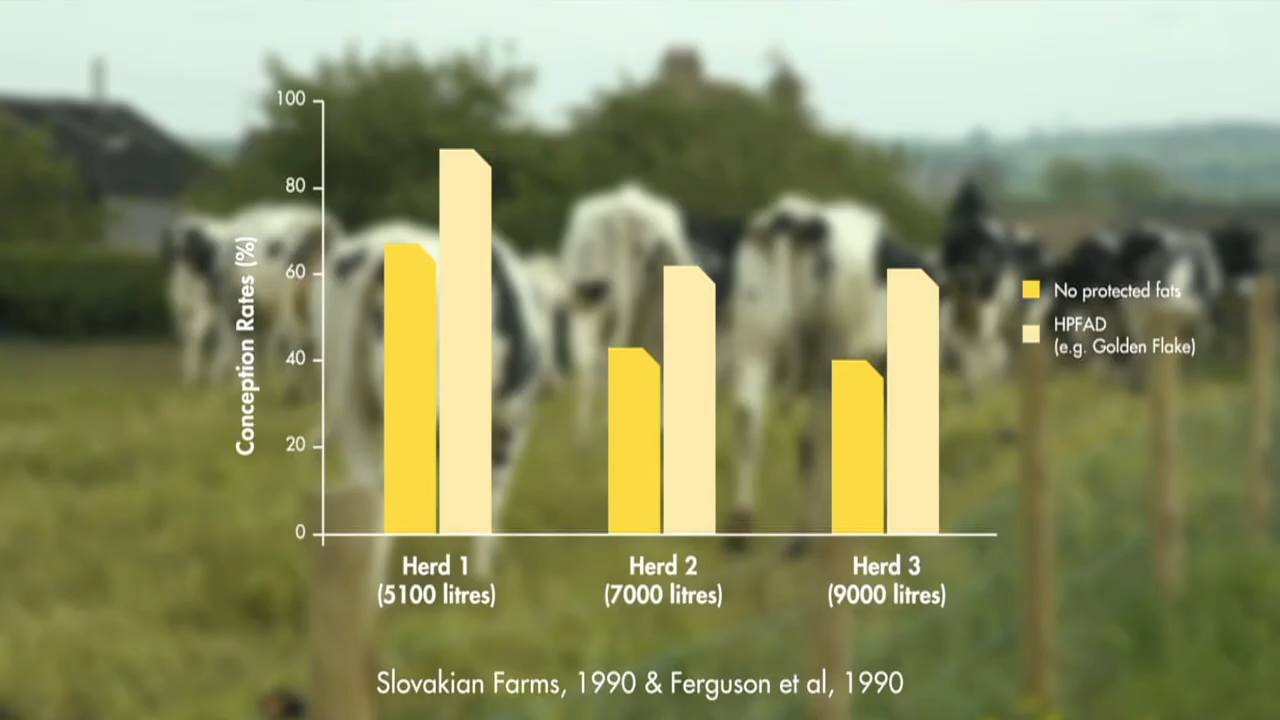 100
80
60
40
20
0
Conception Rates (%)
Herd 1
(5100 litres)
Herd 2
(7000 litres)
Herd 3
(9000 litres)
No protected fats
HPFAD
(e.g. Golden Flake)
Slovakian Farms, 1990 & Ferguson et al, 1990